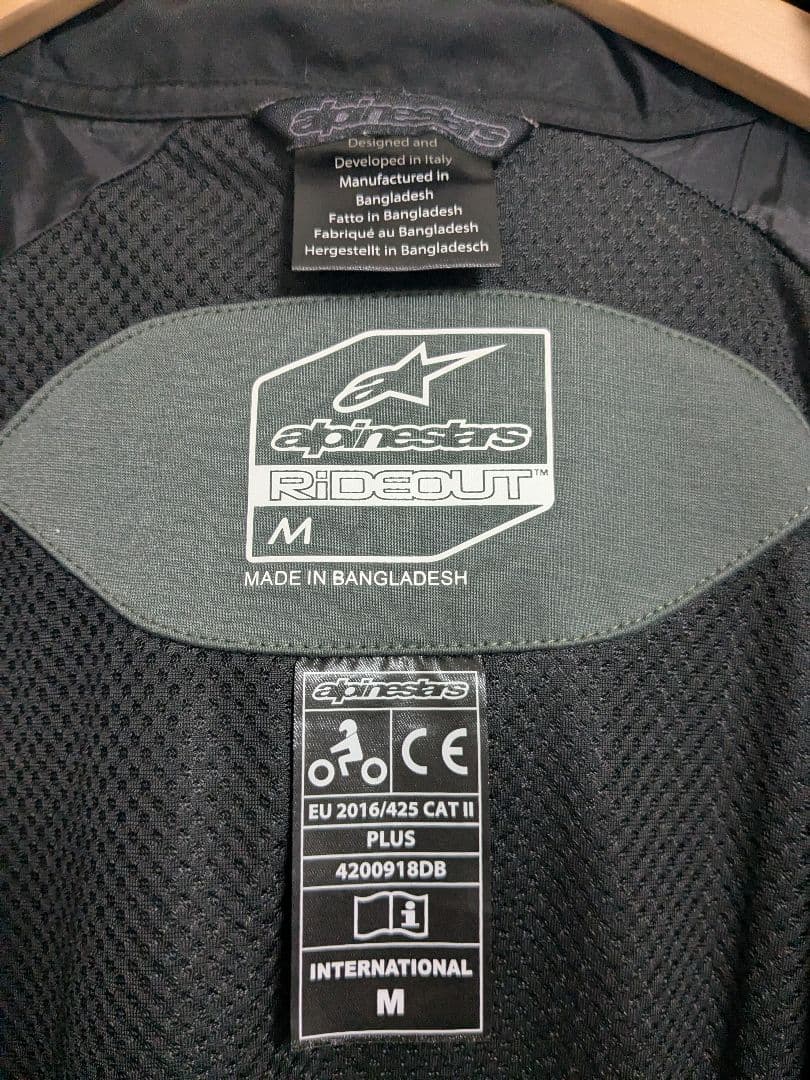 alpinestars
Designed and
Developed in Italy
Manufactured in
Bangladesh
Fatto in Bangladesh
Fabriqué au Bangladesh
Hergestellt in Bangladesch
alpinestars
RiDEOUT™
M
MADE IN BANGLADESH
alpinestars
CE
EU 2016/425 CAT II
PLUS
4200918DB
i
INTERNATIONAL
M